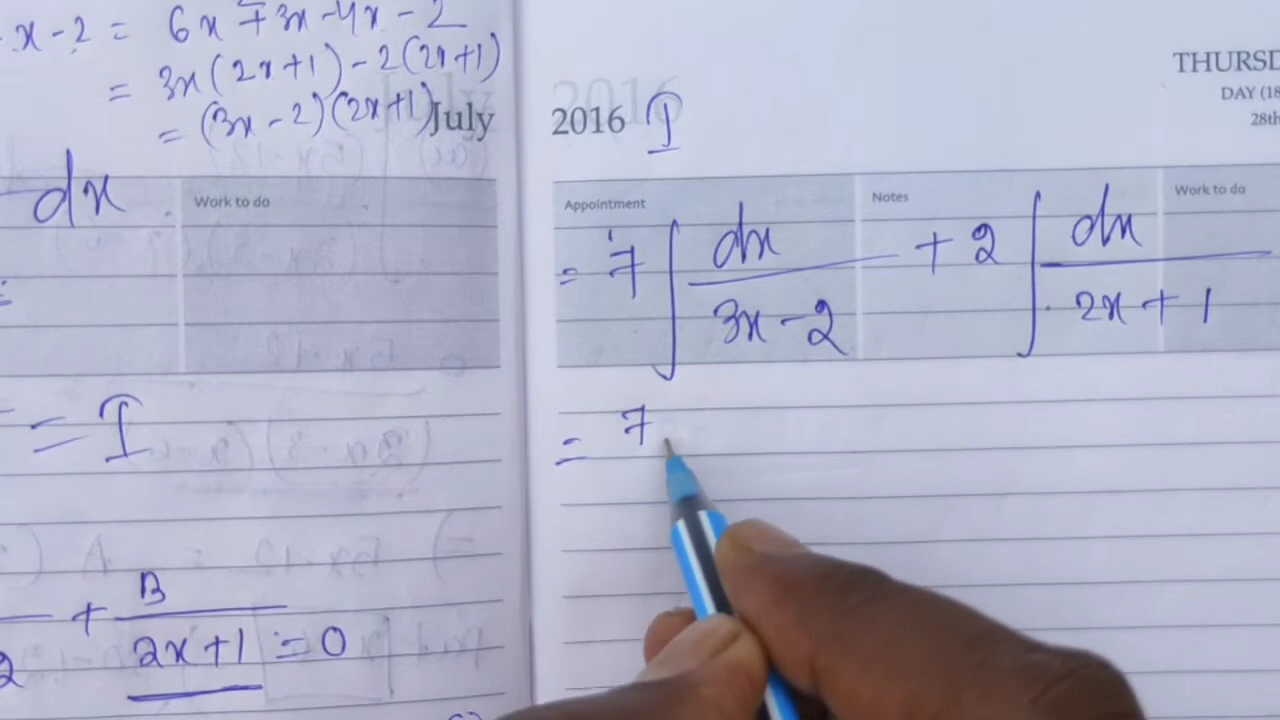 x - 2 = 6x² + 3x - 4x - 2
= 3x(2x+1) - 2(2x+1)
= (3x - 2)(2x+1)
July
dx
Work to do
= I
B
+ ―――
2x+1 = 0
2
THURSD
DAY (18
28th
2016 I
Appointment Notes Work to do
= 7 ∫ dx/(3x - 2) + 2 ∫ dx/(2x + 1)
= 7